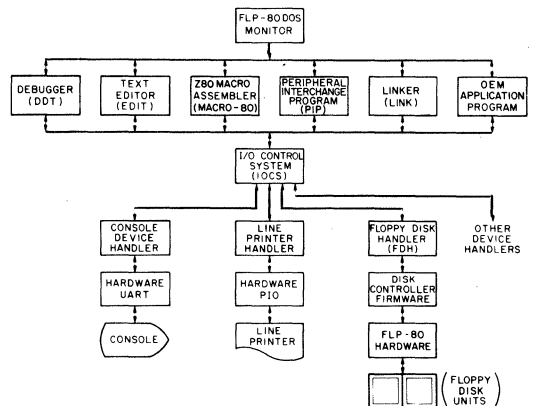 FLP-80DOS
MONITOR
DEBUGGER
(DDT)
TEXT
EDITOR
(EDIT)
Z80 MACRO
ASSEMBLER
(MACRO-80)
PERIPHERAL
INTERCHANGE
PROGRAM
(PIP)
LINKER
(LINK)
OEM
APPLICATION
PROGRAM
I/O CONTROL
SYSTEM
(IOCS)
CONSOLE
DEVICE
HANDLER
LINE
PRINTER
HANDLER
FLOPPY DISK
HANDLER
(FDH)
OTHER
DEVICE
HANDLERS
HARDWARE
UART
HARDWARE
PIO
DISK
CONTROLLER
FIRMWARE
CONSOLE
LINE
PRINTER
FLP-80
HARDWARE
(FLOPPY
DISK
UNITS)